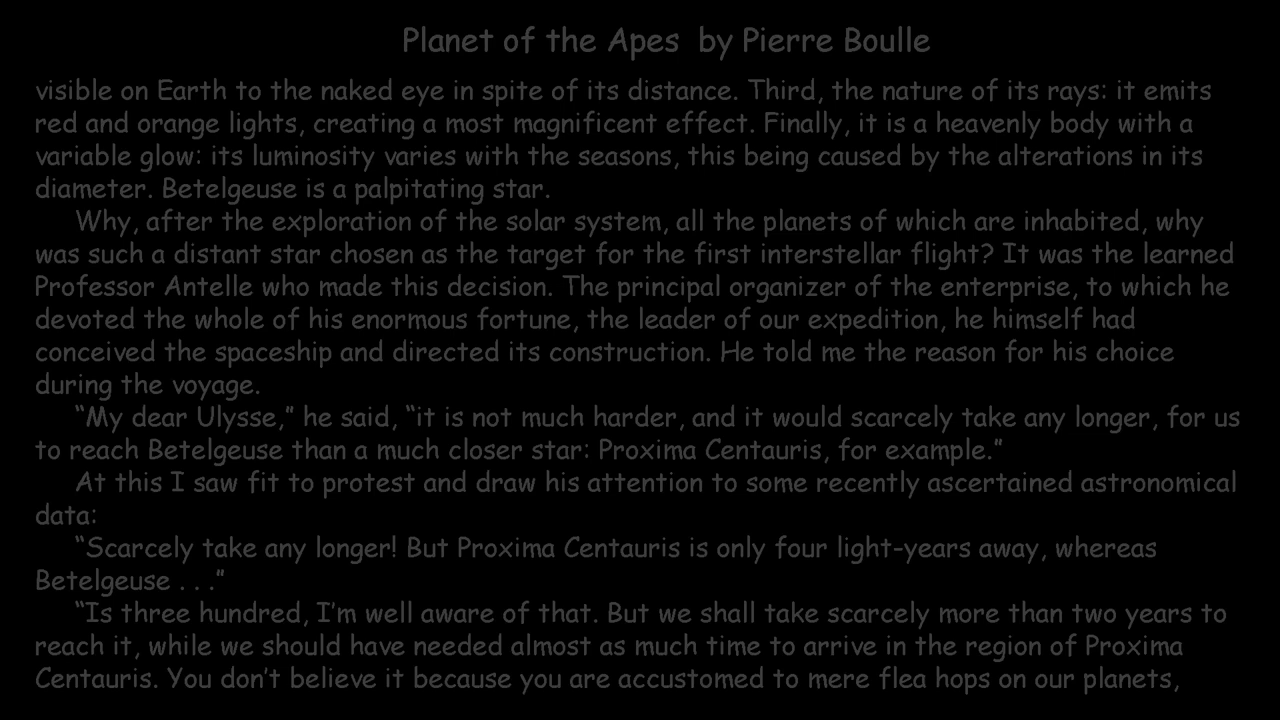 Planet of the Apes  by Pierre Boulle
visible on Earth to the naked eye in spite of its distance. Third, the nature of its rays: it emits
red and orange lights, creating a most magnificent effect. Finally, it is a heavenly body with a
variable glow: its luminosity varies with the seasons, this being caused by the alterations in its
diameter. Betelgeuse is a palpitating star.
Why, after the exploration of the solar system, all the planets of which are inhabited, why
was such a distant star chosen as the target for the first interstellar flight? It was the learned
Professor Antelle who made this decision. The principal organizer of the enterprise, to which he
devoted the whole of his enormous fortune, the leader of our expedition, he himself had
conceived the spaceship and directed its construction. He told me the reason for his choice
during the voyage.
“My dear Ulysse,” he said, “it is not much harder, and it would scarcely take any longer, for us
to reach Betelgeuse than a much closer star: Proxima Centauris, for example.”
At this I saw fit to protest and draw his attention to some recently ascertained astronomical
data:
“Scarcely take any longer! But Proxima Centauris is only four light-years away, whereas
Betelgeuse . . .”
“Is three hundred, I’m well aware of that. But we shall take scarcely more than two years to
reach it, while we should have needed almost as much time to arrive in the region of Proxima
Centauris. You don’t believe it because you are accustomed to mere flea hops on our planets,